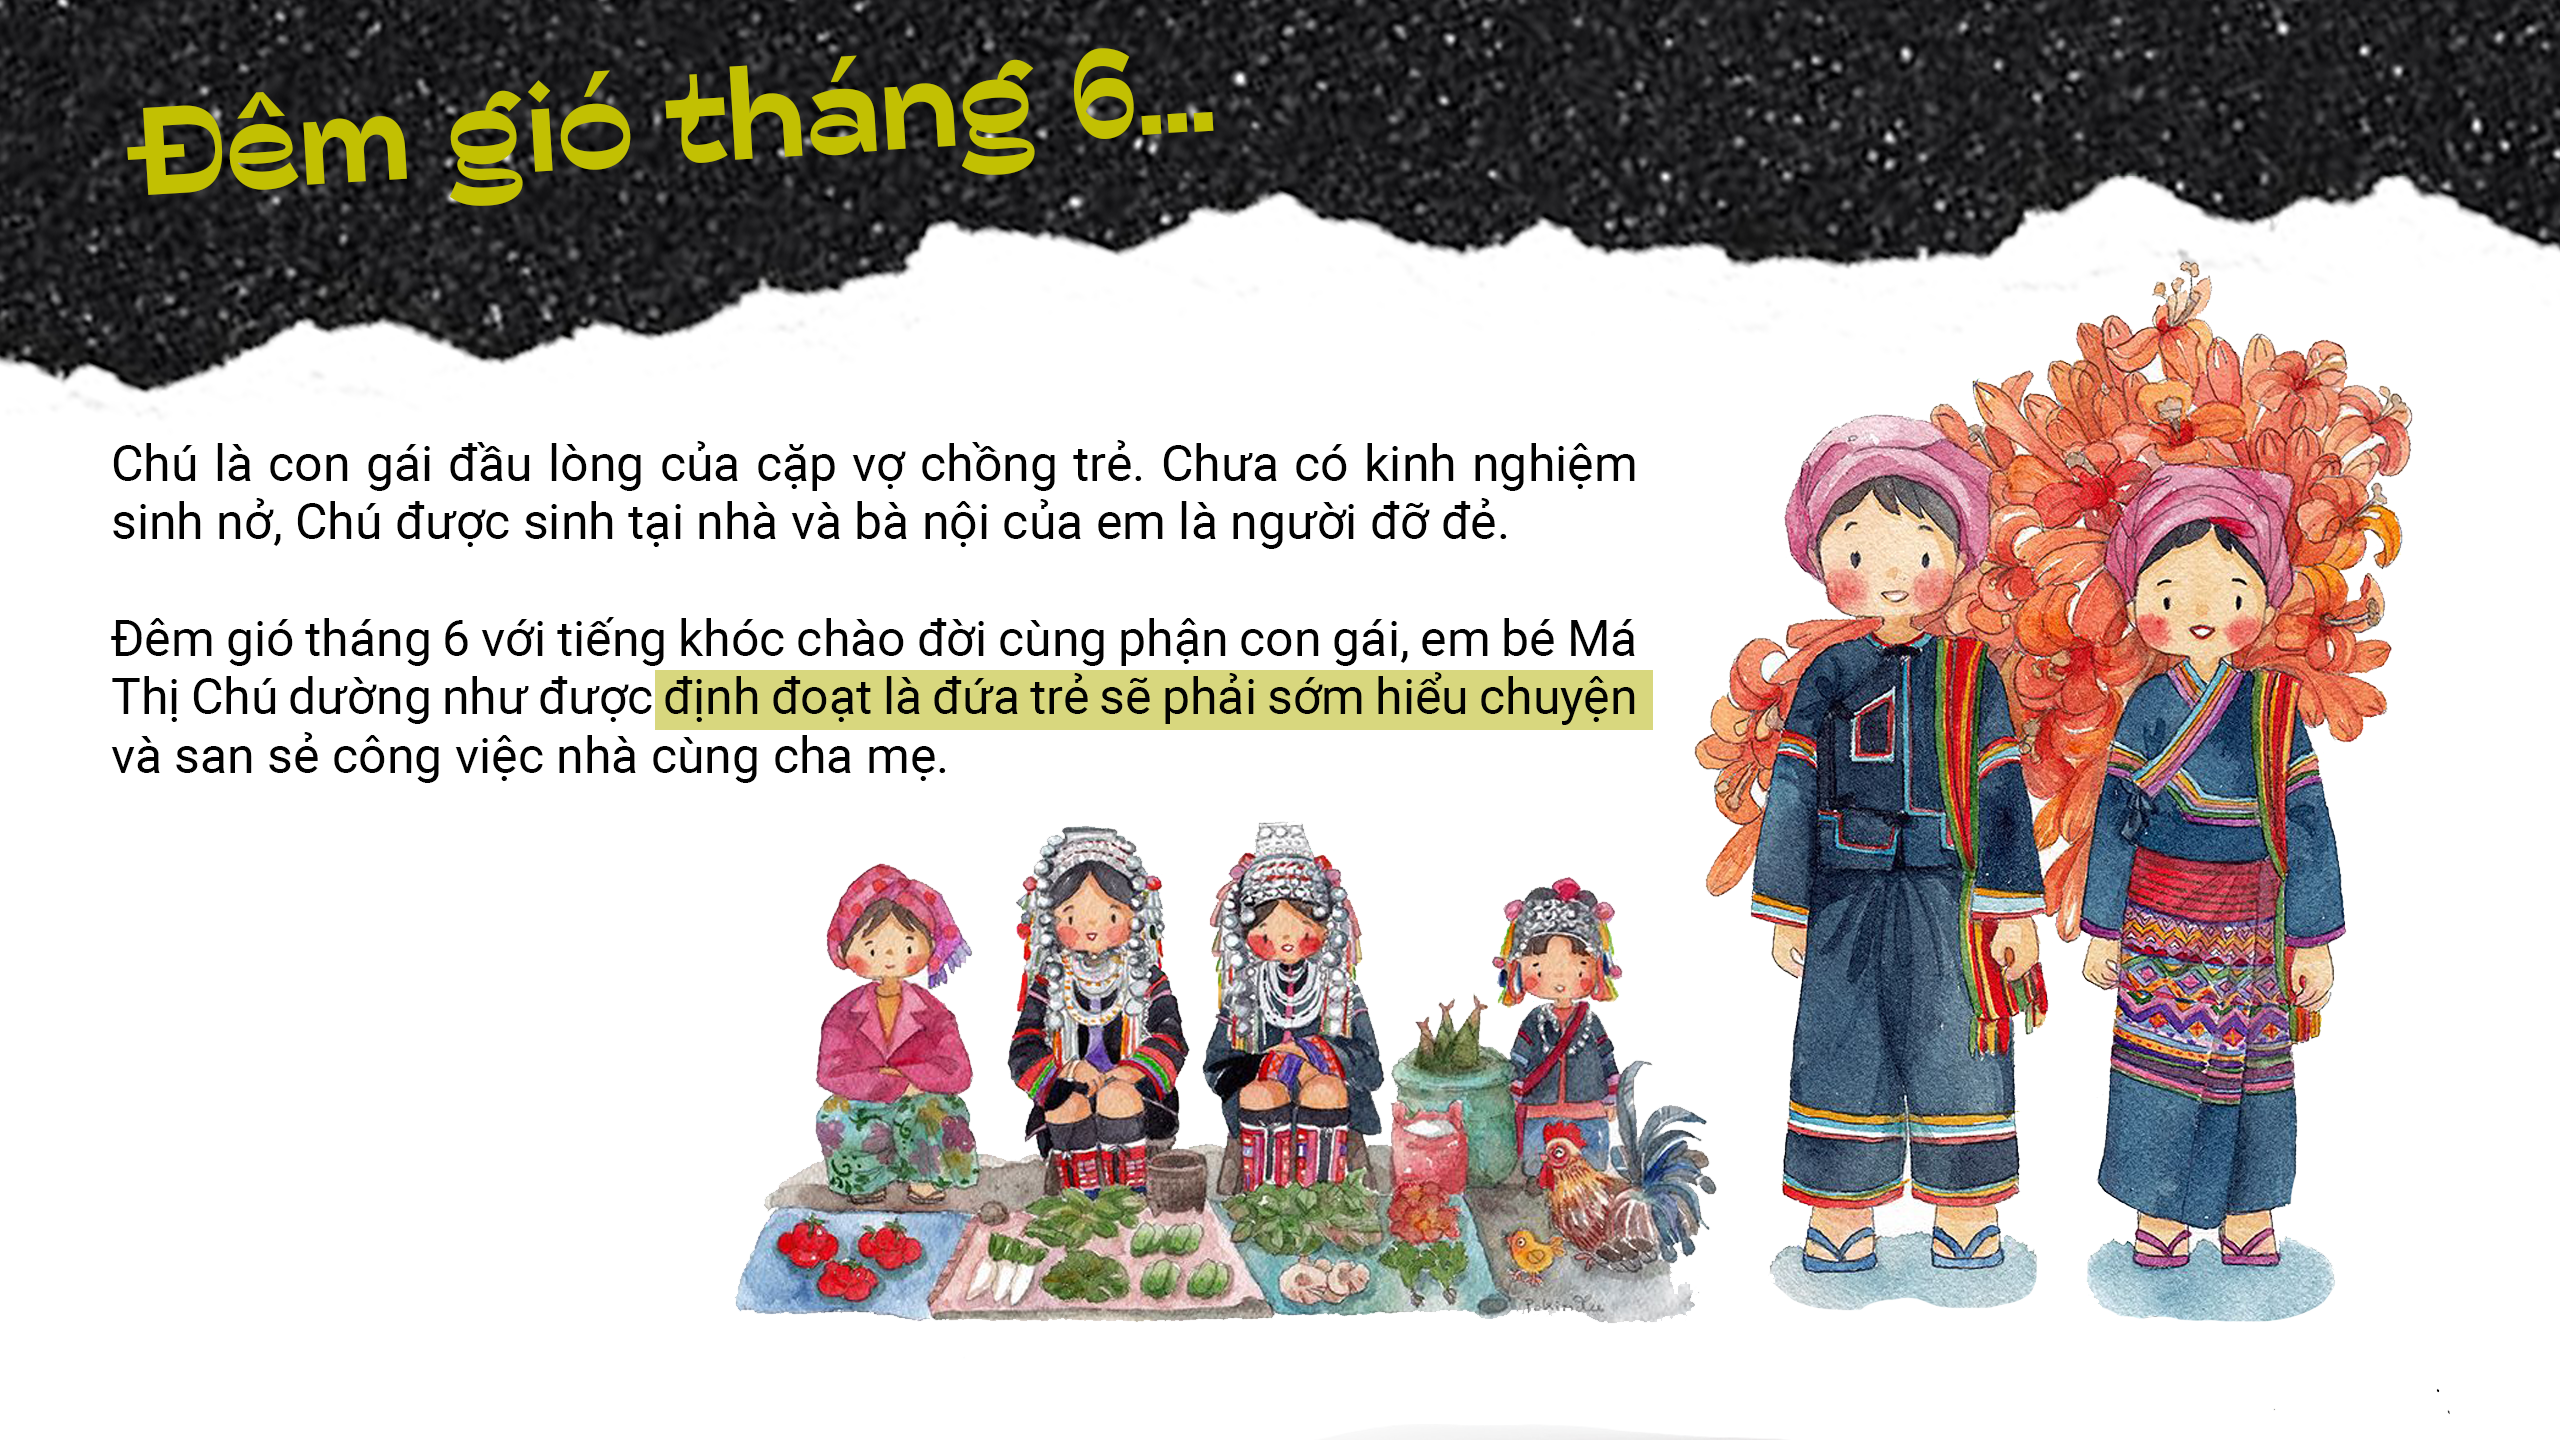 Đêm gió tháng 6...
Chú là con gái đầu lòng của cặp vợ chồng trẻ. Chưa có kinh nghiệm
sinh nở, Chú được sinh tại nhà và bà nội của em là người đỡ đẻ.
Đêm gió tháng 6 với tiếng khóc chào đời cùng phận con gái, em bé Má
Thị Chú dường như được định đoạt là đứa trẻ sẽ phải sớm hiểu chuyện
và san sẻ công việc nhà cùng cha mẹ.